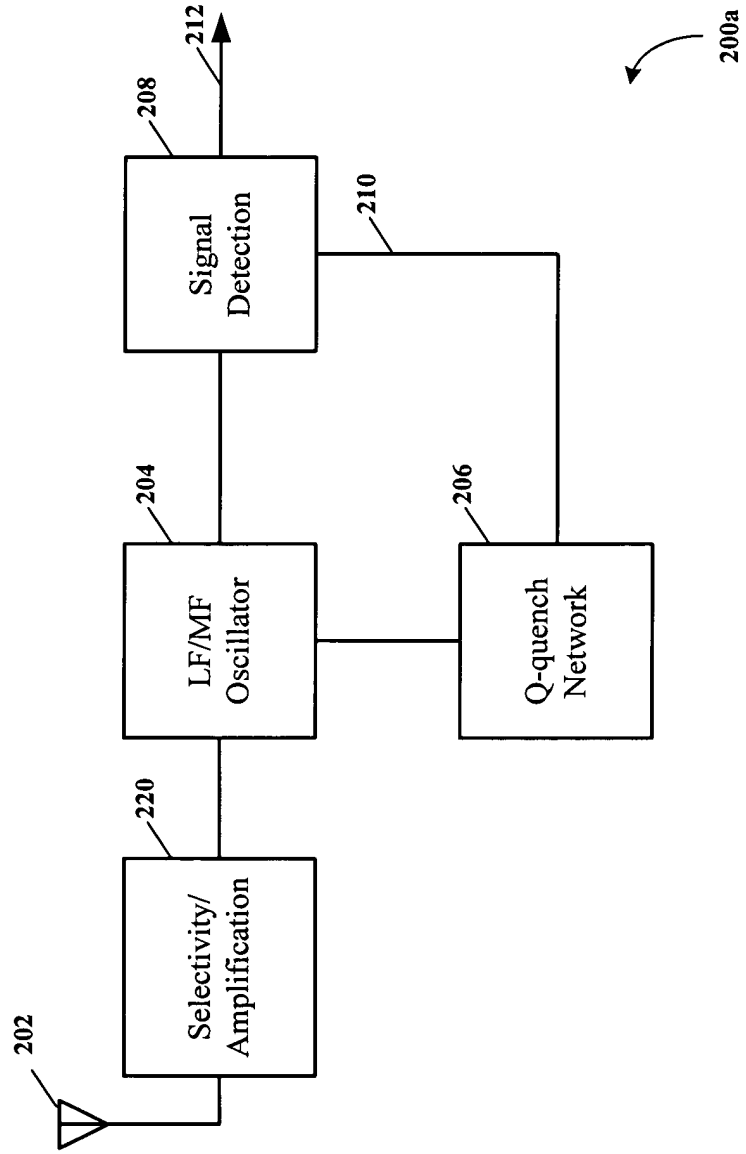 202
220
Selectivity/
Amplification
204
LF/MF
Oscillator
208
Signal
Detection
212
206
Q-quench
Network
210
200a